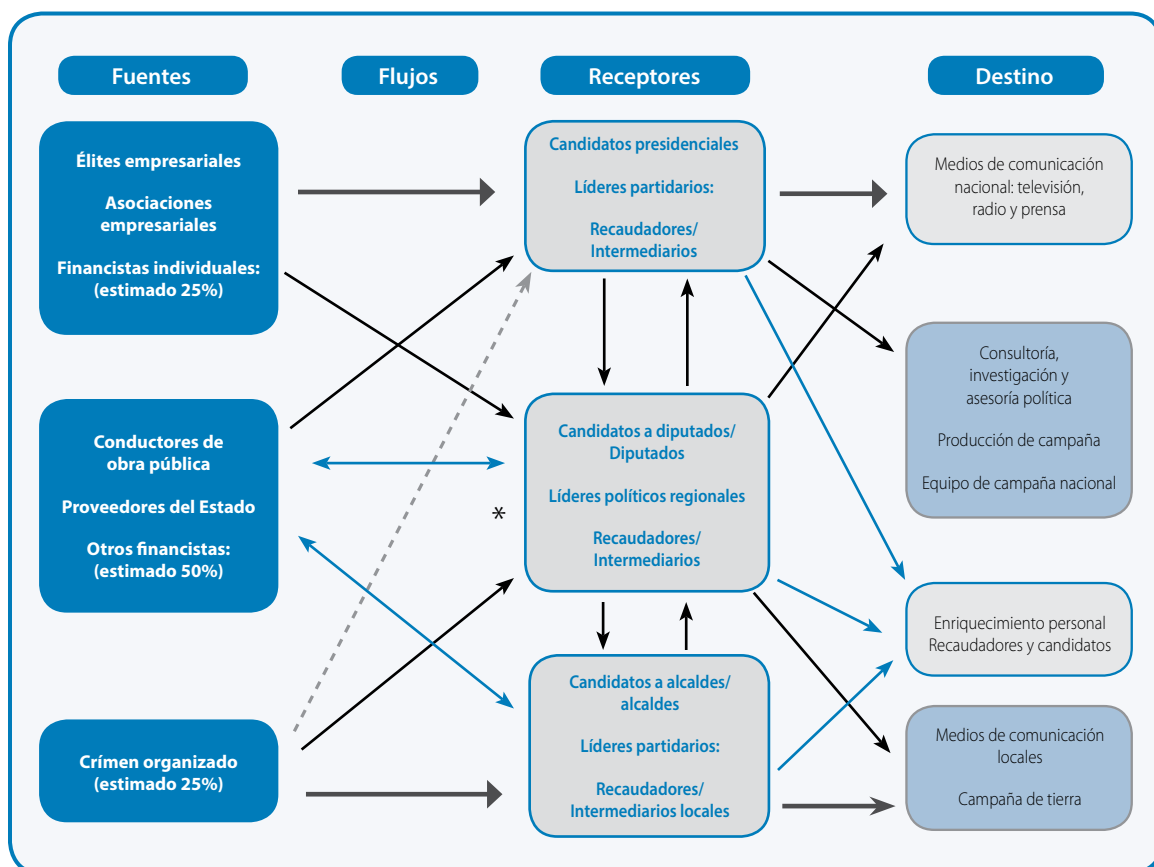 Fuentes
Flujos
Receptores
Destino
Élites empresariales
Asociaciones
empresariales
Financistas individuales:
(estimado 25%)
Conductores de
obra pública
Proveedores del Estado
Otros financistas:
(estimado 50%)
Crímen organizado
(estimado 25%)
*
Candidatos presidenciales
Líderes partidarios:
Recaudadores/
Intermediarios
Candidatos a diputados/
Diputados
Líderes políticos regionales
Recaudadores/
Intermediarios
Candidatos a alcaldes/
alcaldes
Líderes partidarios:
Recaudadores/
Intermediarios locales
Medios de comunicación
nacional: televisión,
radio y prensa
Consultoría,
investigación y
asesoría política
Producción de campaña
Equipo de campaña nacional
Enriquecimiento personal
Recaudadores y candidatos
Medios de comunicación
locales
Campaña de tierra